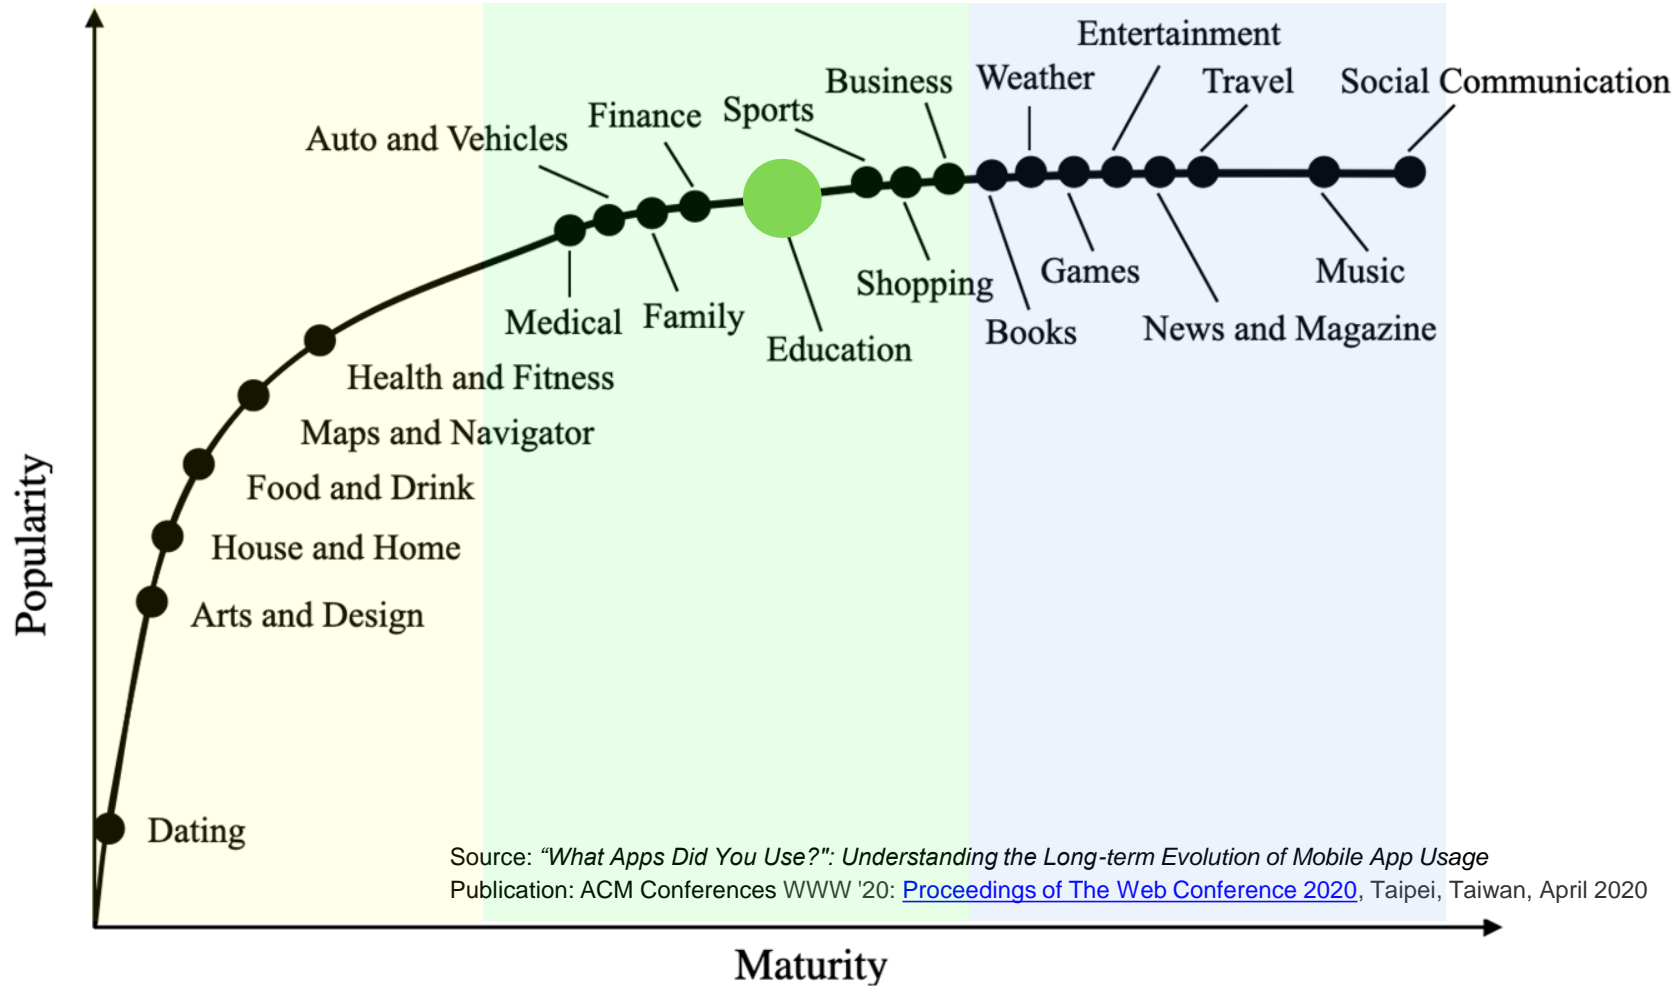 Entertainment
Business
Weather
Travel
Social Communication
Finance
Sports
Auto and Vehicles
Shopping
Games
Music
Medical
Family
Books
News and Magazine
Education
Health and Fitness
Maps and Navigator
Food and Drink
House and Home
Arts and Design
Popularity
Dating
Source: “What Apps Did You Use?": Understanding the Long-term Evolution of Mobile App Usage
Publication: ACM Conferences WWW '20: Proceedings of The Web Conference 2020, Taipei, Taiwan, April 2020
Maturity